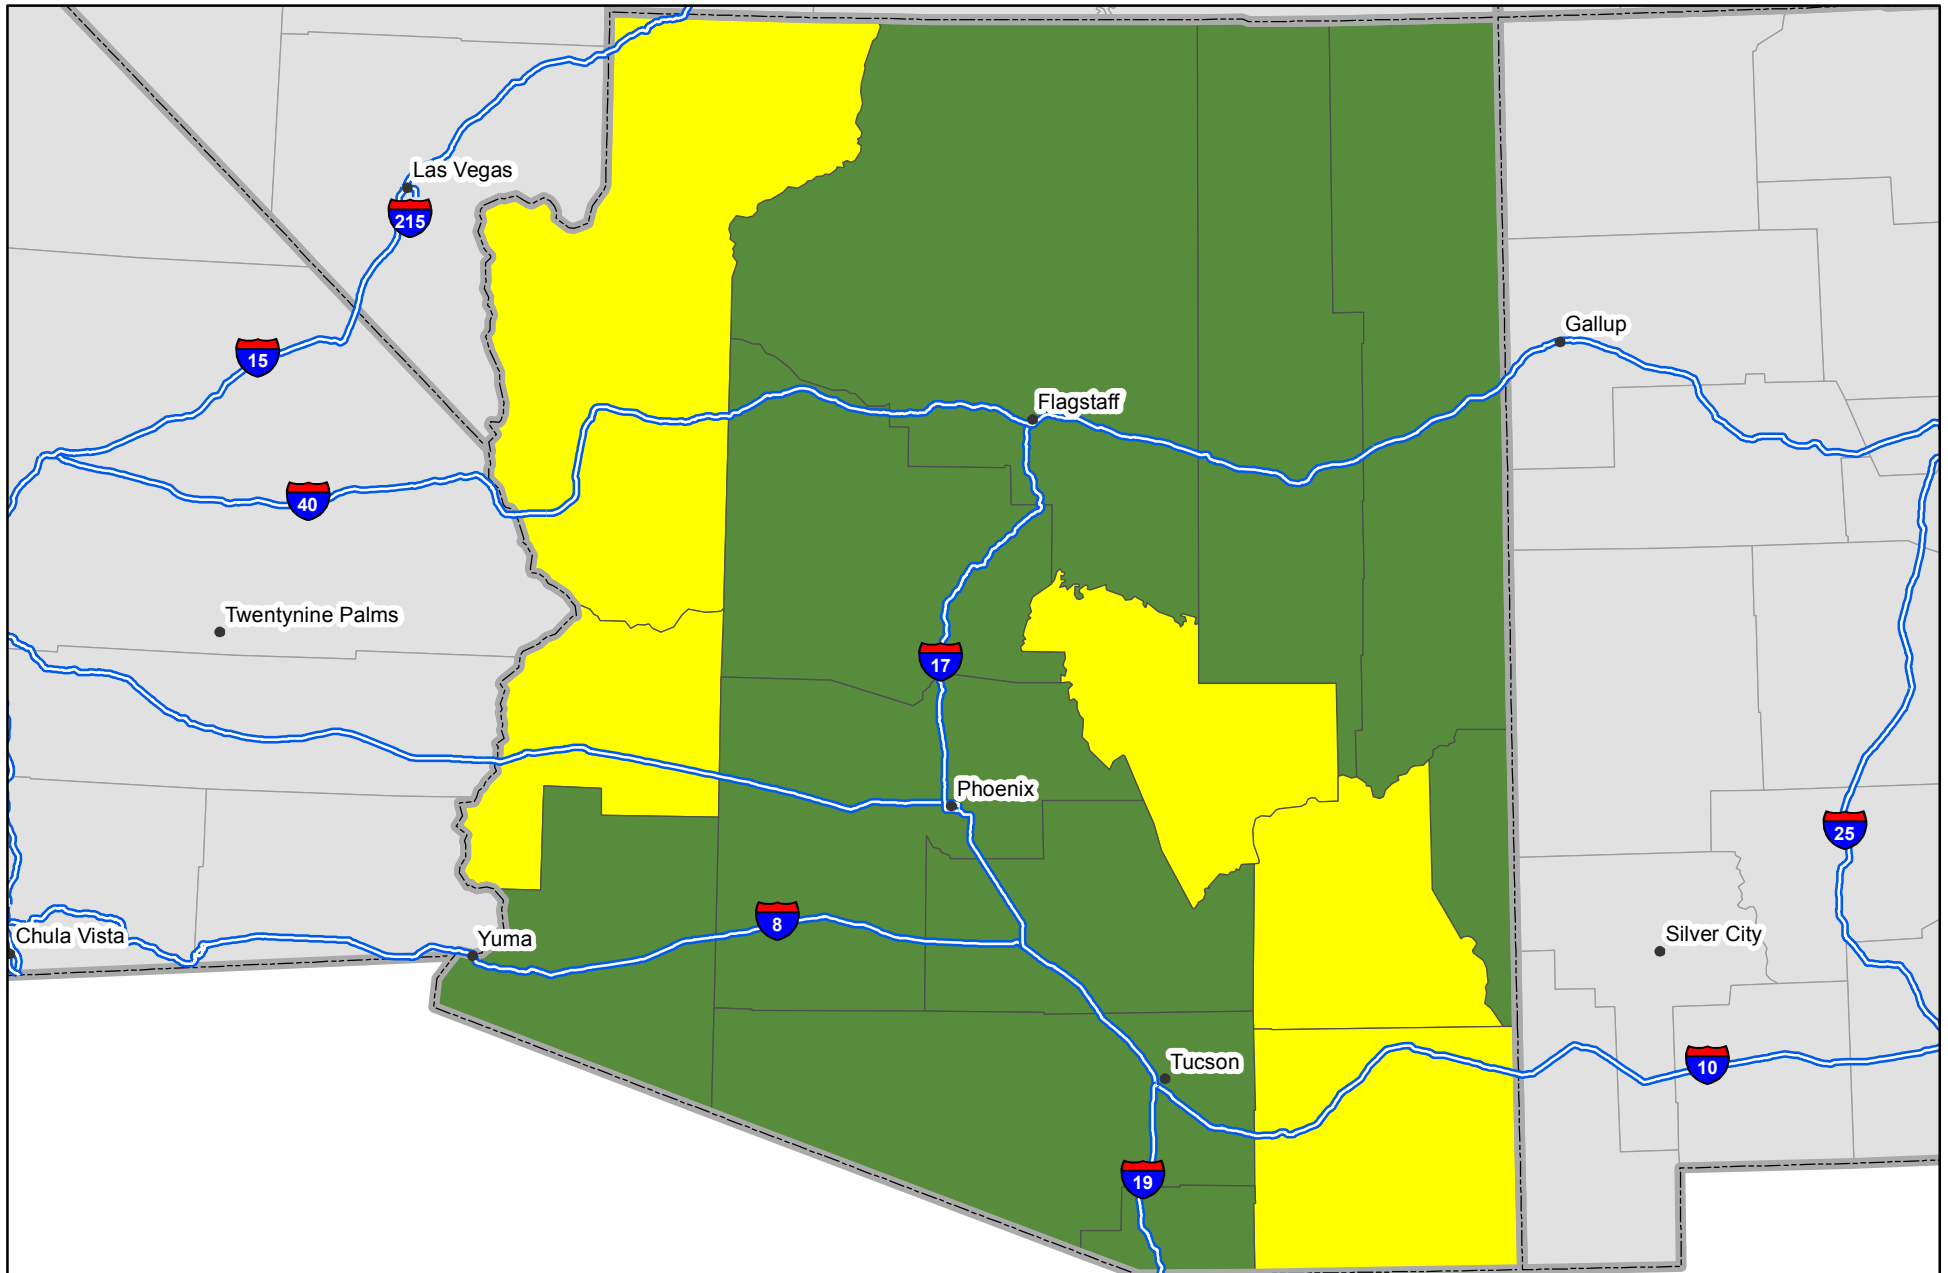 Las Vegas
215
Gallup
15
Flagstaff
40
Twentynine Palms
17
Phoenix
25
8
Chula Vista
Yuma
Silver City
Tucson
10
19